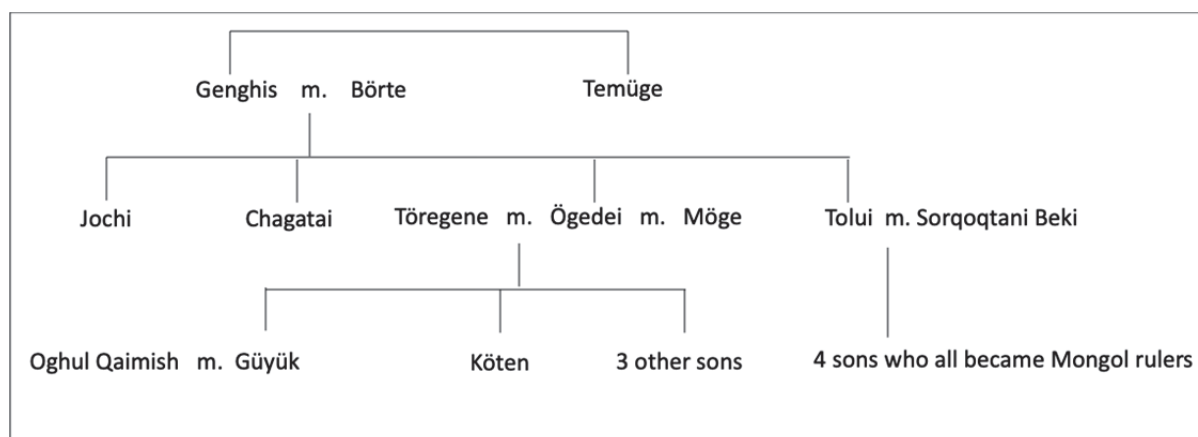 Genghis m. Börte Temüge
Jochi Chagatai Töregene m. Ögedei m. Möge Tolui m. Sorqoqtani Beki
Oghul Qaimish m. Güyük Köten 3 other sons 4 sons who all became Mongol rulers